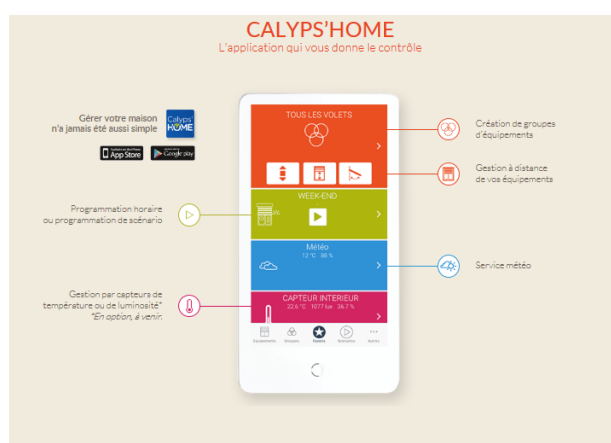 CALYPS'HOME
L'application qui vous donne le contrôle
Gérer votre maison
n'a jamais été aussi simple
Calyps'
HOME
App Store
Google play
TOUS LES VOLETS
Création de groupes
d'équipements
Gestion à distance
de vos équipements
WEEK-END
Programmation horaire
ou programmation de scénario
Météo
12 °C 88 %
Service météo
Gestion par capteurs de
température ou de luminosité*
*En option, à venir.
CAPTEUR INTERIEUR
22.6 °C 1077 lux 36.7 %
Equipements
Groupes
Favoris
Scénarios
Autres